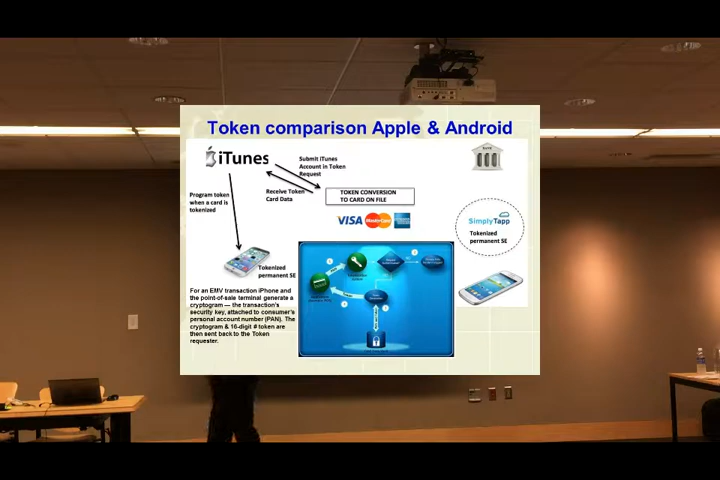 Token comparison Apple & Android
iTunes
Submit iTunes
Account in Token
Request
BANK
Program token
when a card is
tokenized
Receive Token
Card Data
TOKEN CONVERSION
TO CARD ON FILE
VISA MasterCard
SimplyTapp
Tokenized
permanent SE
Tokenized
permanent SE
For an EMV transaction iPhone and
the point-of-sale terminal generate a
cryptogram — the transaction's
security key, attached to consumer's
personal account number (PAN). The
cryptogram & 16-digit # token are
then sent back to the Token
requester.